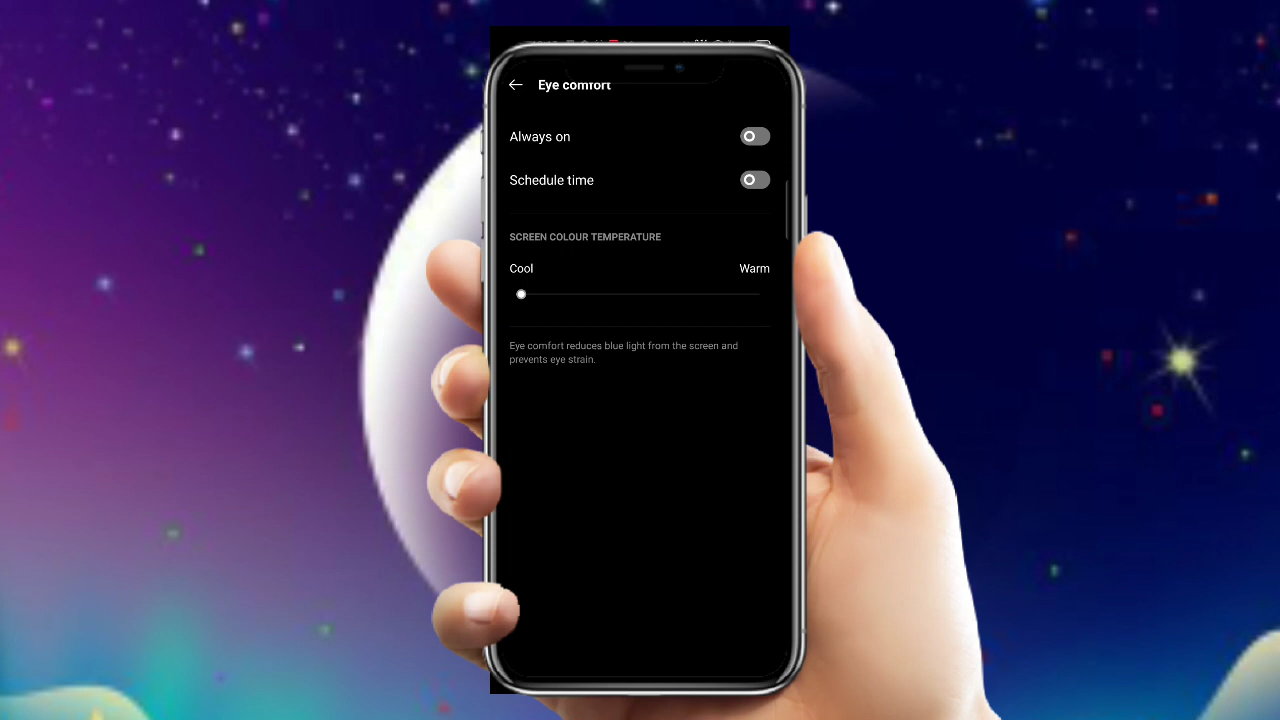 Eye comfort
Always on
Schedule time
SCREEN COLOUR TEMPERATURE
Cool Warm
Eye comfort reduces blue light from the screen and
prevents eye strain.